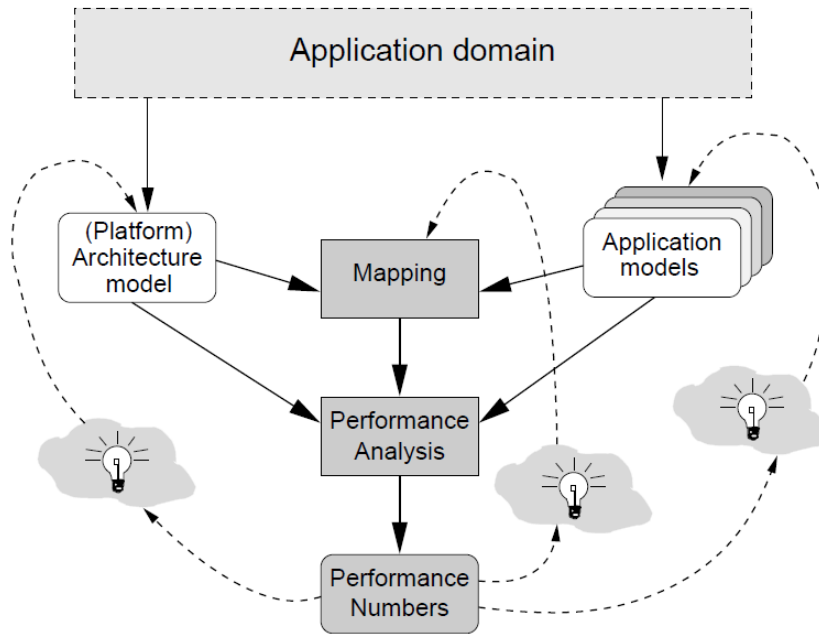 Application domain
(Platform)
Architecture
model
Mapping
Application
models
Performance
Analysis
Performance
Numbers